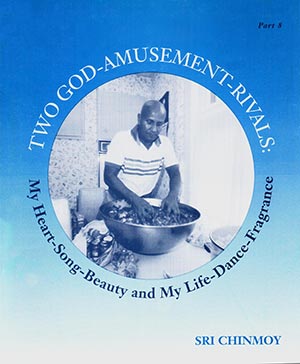 Part 8
TWO GOD-AMUSEMENT-RIVALS:
My Heart-Song-Beauty and My Life-Dance-Fragrance
SRI CHINMOY